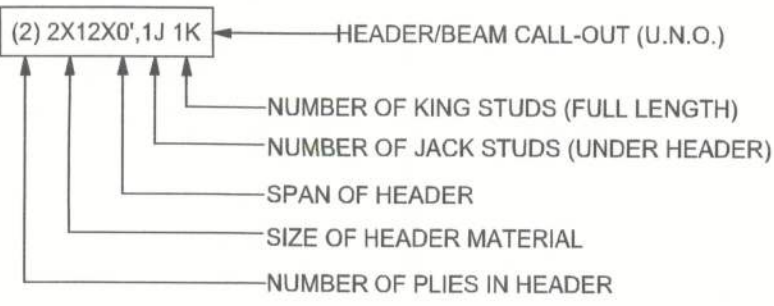 (2) 2X12X0',1J 1K
HEADER/BEAM CALL-OUT (U.N.O.)
NUMBER OF KING STUDS (FULL LENGTH)
NUMBER OF JACK STUDS (UNDER HEADER)
SPAN OF HEADER
SIZE OF HEADER MATERIAL
NUMBER OF PLIES IN HEADER